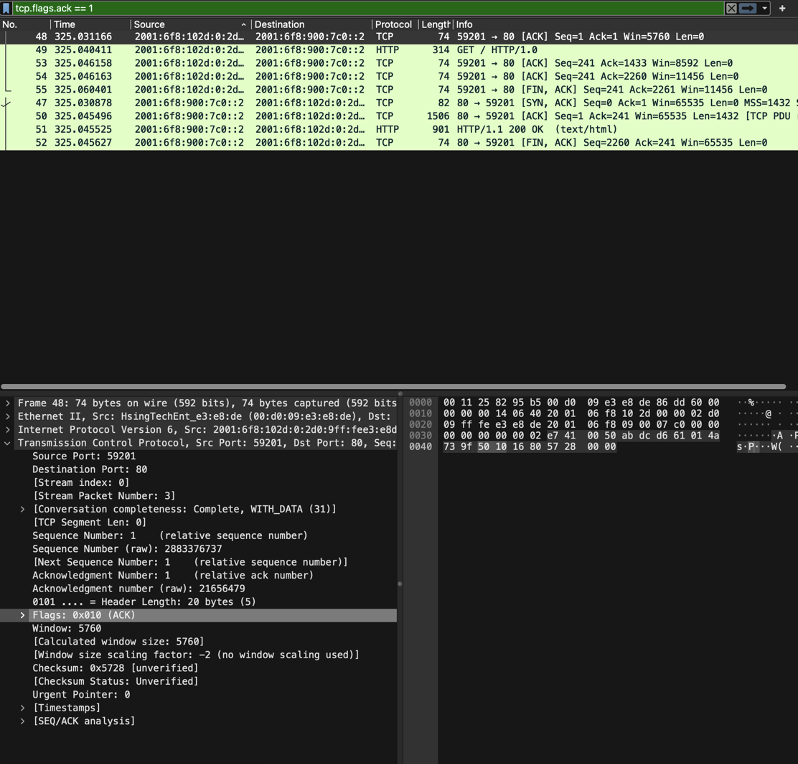 tcp.flags.ack == 1
No. Time Source Destination Protocol Length Info
48 325.031166 2001:6f8:102d:0:2d… 2001:6f8:900:7c0::2 TCP 74 59201 → 80 [ACK] Seq=1 Ack=1 Win=5760 Len=0
49 325.040411 2001:6f8:102d:0:2d… 2001:6f8:900:7c0::2 HTTP 314 GET / HTTP/1.0
53 325.046158 2001:6f8:102d:0:2d… 2001:6f8:900:7c0::2 TCP 74 59201 → 80 [ACK] Seq=241 Ack=1433 Win=8592 Len=0
54 325.046163 2001:6f8:102d:0:2d… 2001:6f8:900:7c0::2 TCP 74 59201 → 80 [ACK] Seq=241 Ack=2260 Win=11456 Len=0
55 325.060401 2001:6f8:102d:0:2d… 2001:6f8:900:7c0::2 TCP 74 59201 → 80 [FIN, ACK] Seq=241 Ack=2261 Win=11456 Len=0
47 325.030878 2001:6f8:900:7c0::2 2001:6f8:102d:0:2d… TCP 82 80 → 59201 [SYN, ACK] Seq=0 Ack=1 Win=65535 Len=0 MSS=1432 S
50 325.045496 2001:6f8:900:7c0::2 2001:6f8:102d:0:2d… TCP 1506 80 → 59201 [ACK] Seq=1 Ack=241 Win=65535 Len=1432 [TCP PDU
51 325.045525 2001:6f8:900:7c0::2 2001:6f8:102d:0:2d… HTTP 901 HTTP/1.1 200 OK (text/html)
52 325.045627 2001:6f8:900:7c0::2 2001:6f8:102d:0:2d… TCP 74 80 → 59201 [FIN, ACK] Seq=2260 Ack=241 Win=65535 Len=0
Frame 48: 74 bytes on wire (592 bits), 74 bytes captured (592 bits
Ethernet II, Src: HsingTechEnt_e3:e8:de (00:d0:09:e3:e8:de), Dst:
Internet Protocol Version 6, Src: 2001:6f8:102d:0:2d0:9ff:fee3:e8d
Transmission Control Protocol, Src Port: 59201, Dst Port: 80, Seq:
Source Port: 59201
Destination Port: 80
[Stream index: 0]
[Stream Packet Number: 3]
[Conversation completeness: Complete, WITH_DATA (31)]
[TCP Segment Len: 0]
Sequence Number: 1 (relative sequence number)
Sequence Number (raw): 2883376737
[Next Sequence Number: 1 (relative sequence number)]
Acknowledgment Number: 1 (relative ack number)
Acknowledgment number (raw): 21656479
0101 .... = Header Length: 20 bytes (5)
Flags: 0x010 (ACK)
Window: 5760
[Calculated window size: 5760]
[Window size scaling factor: -2 (no window scaling used)]
Checksum: 0x5728 [unverified]
[Checksum Status: Unverified]
Urgent Pointer: 0
[Timestamps]
[SEQ/ACK analysis]
0000 00 11 25 82 95 b5 00 d0 09 e3 e8 de 86 dd 60 00 ··%·····
0010 00 00 00 14 06 40 20 01 06 f8 10 2d 00 00 02 d0 ·····@ ·
0020 09 ff fe e3 e8 de 20 01 06 f8 09 00 07 c0 00 00 ······ ·
0030 00 00 00 00 00 02 e7 41 00 50 ab dc d6 61 01 4a ·······A ·P
0040 73 9f 50 10 16 80 57 28 00 00 s·P···W( ··